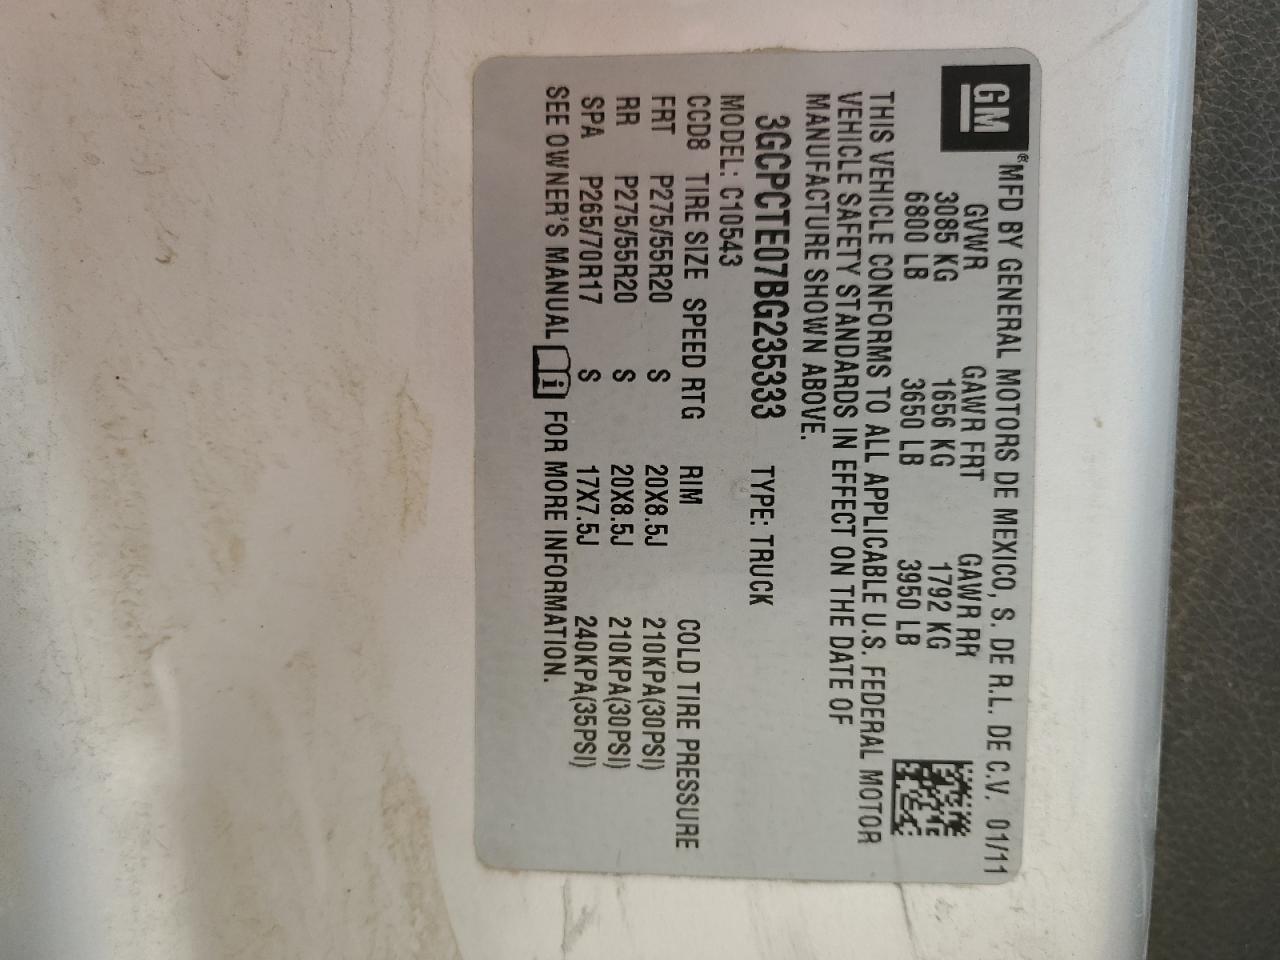 GM
® MFD BY GENERAL MOTORS DE MEXICO, S. DE R.L. DE C.V. 01/11
GVWR GAWR FRT GAWR RR
3085 KG 1656 KG 1792 KG
6800 LB 3650 LB 3950 LB
THIS VEHICLE CONFORMS TO ALL APPLICABLE U.S. FEDERAL MOTOR
VEHICLE SAFETY STANDARDS IN EFFECT ON THE DATE OF
MANUFACTURE SHOWN ABOVE.
3GCPCTE07BG235333 TYPE: TRUCK
MODEL: C10543
CCD8 TIRE SIZE SPEED RTG RIM COLD TIRE PRESSURE
FRT P275/55R20 S 20X8.5J 210KPA(30PSI)
RR P275/55R20 S 20X8.5J 210KPA(30PSI)
SPA P265/70R17 S 17X7.5J 240KPA(35PSI)
SEE OWNER'S MANUAL i FOR MORE INFORMATION.